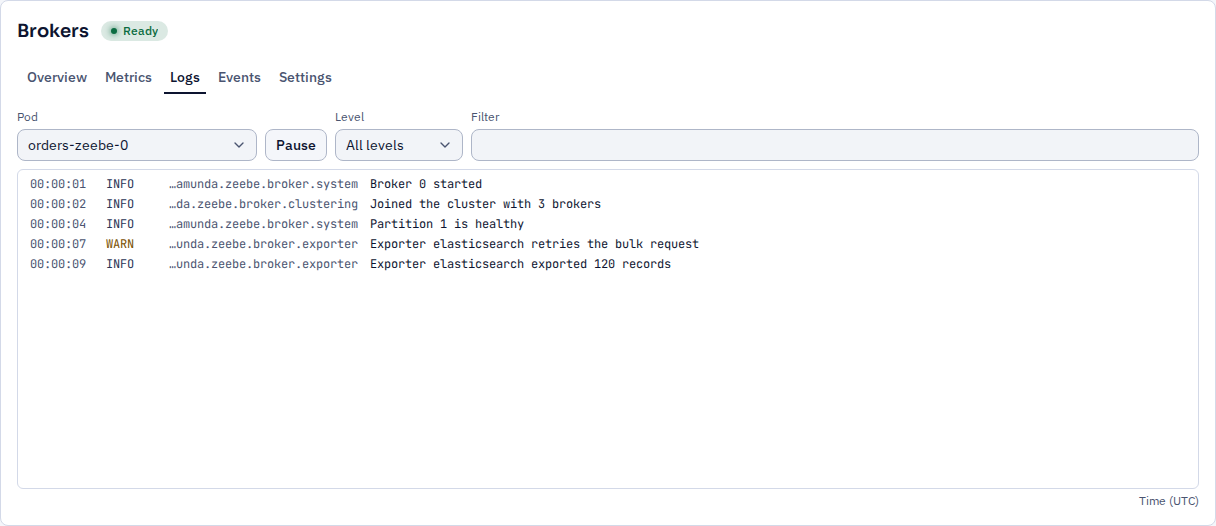 Brokers Ready
Overview Metrics Logs Events Settings
Pod Level Filter
orders-zeebe-0 Pause All levels
00:00:01 INFO …amunda.zeebe.broker.system Broker 0 started
00:00:02 INFO …da.zeebe.broker.clustering Joined the cluster with 3 brokers
00:00:04 INFO …amunda.zeebe.broker.system Partition 1 is healthy
00:00:07 WARN …unda.zeebe.broker.exporter Exporter elasticsearch retries the bulk request
00:00:09 INFO …unda.zeebe.broker.exporter Exporter elasticsearch exported 120 records
Time (UTC)